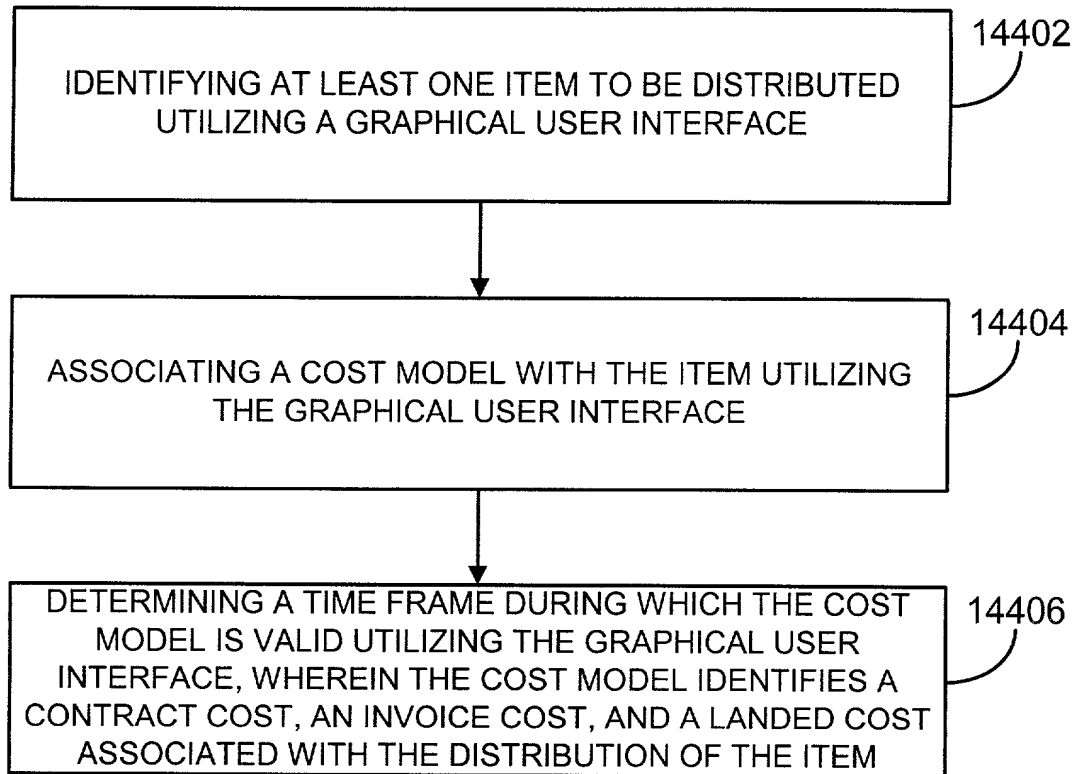 14402
IDENTIFYING AT LEAST ONE ITEM TO BE DISTRIBUTED
UTILIZING A GRAPHICAL USER INTERFACE
14404
ASSOCIATING A COST MODEL WITH THE ITEM UTILIZING
THE GRAPHICAL USER INTERFACE
14406
DETERMINING A TIME FRAME DURING WHICH THE COST
MODEL IS VALID UTILIZING THE GRAPHICAL USER
INTERFACE, WHEREIN THE COST MODEL IDENTIFIES A
CONTRACT COST, AN INVOICE COST, AND A LANDED COST
ASSOCIATED WITH THE DISTRIBUTION OF THE ITEM